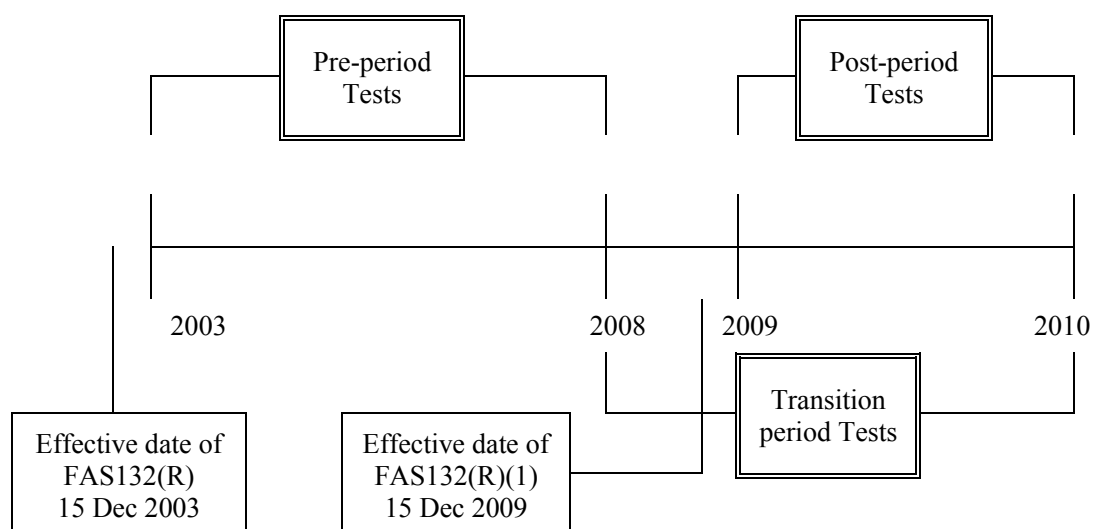 Pre-period
Tests
Post-period
Tests
2003
2008
2009
2010
Transition
period Tests
Effective date of
FAS132(R)
15 Dec 2003
Effective date of
FAS132(R)(1)
15 Dec 2009